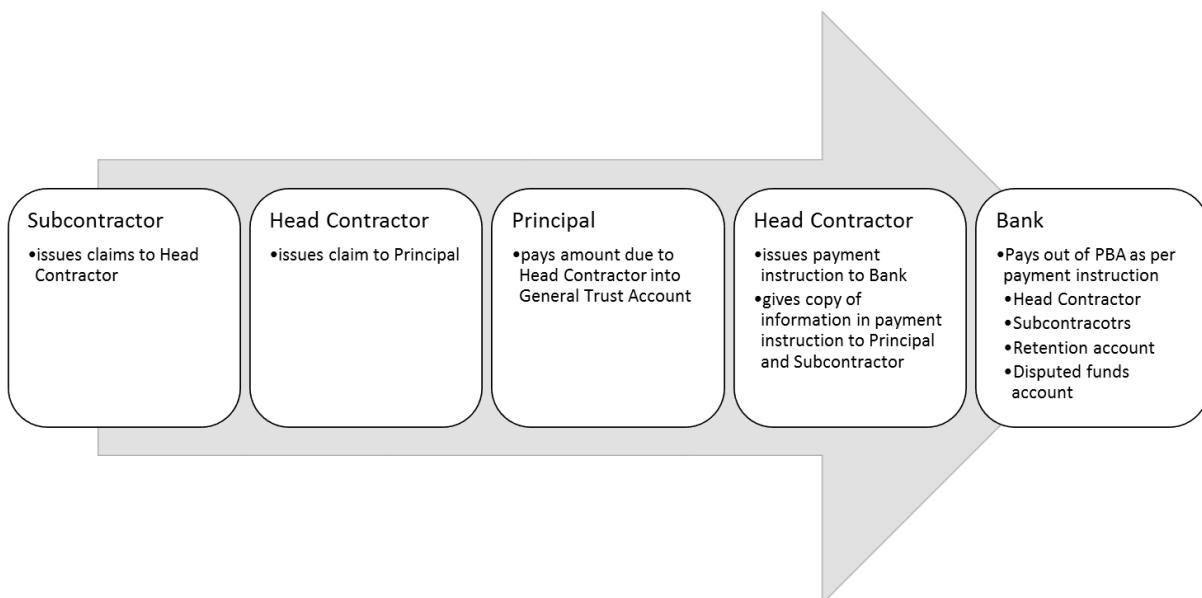 Subcontractor
•issues claims to Head
Contractor
Head Contractor
•issues claim to Principal
Principal
•pays amount due to
Head Contractor into
General Trust Account
Head Contractor
•issues payment
instruction to Bank
•gives copy of
information in payment
instruction to Principal
and Subcontractor
Bank
•Pays out of PBA as per
payment instruction
•Head Contractor
•Subcontracotrs
•Retention account
•Disputed funds
account